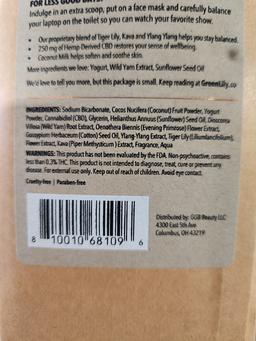 FOR LESS GOOD DAYS:
Indulge in an extra scoop, put on a face mask and carefully balance
your laptop on the toilet so you can watch your favorite show.
• Our proprietary blend of Tiger Lily, Kava and Ylang Ylang helps you stay balanced.
• 250 mg of Hemp Derived CBD restores your sense of wellbeing.
• Coconut Milk helps soften and soothe skin.
More ingredients we love: Yogurt, Wild Yam Extract, Sunflower Seed Oil
We'd love to tell you more, but this package is small. Keep reading at GreenLily.co
INGREDIENTS: Sodium Bicarbonate, Cocos Nucifera (Coconut) Fruit Powder, Yogurt
Powder, Cannabidiol (CBD), Glycerin, Helianthus Annuus (Sunflower) Seed Oil, Dioscorea
Villosa (Wild Yam) Root Extract, Oenothera Biennis (Evening Primrose) Flower Extract,
Gossypium Herbaceum (Cotton) Seed Oil, Ylang Ylang Extract, Tiger Lily (Lilium lancifolium),
Flower Extract, Kava (Piper Methysticum) Extract, Fragrance, Aqua
WARNINGS: This product has not been evaluated by the FDA. Non-psychoactive, contains
less than 0.3% THC. This product is not intended to diagnose, treat, cure or prevent any
disease. For external use only. Keep out of reach of children. Avoid eye contact.
Cruelty-free | Paraben-free
Distributed by: GGB Beauty LLC
4300 East 5th Ave
Columbus, OH 43219
8 10010 68109 6